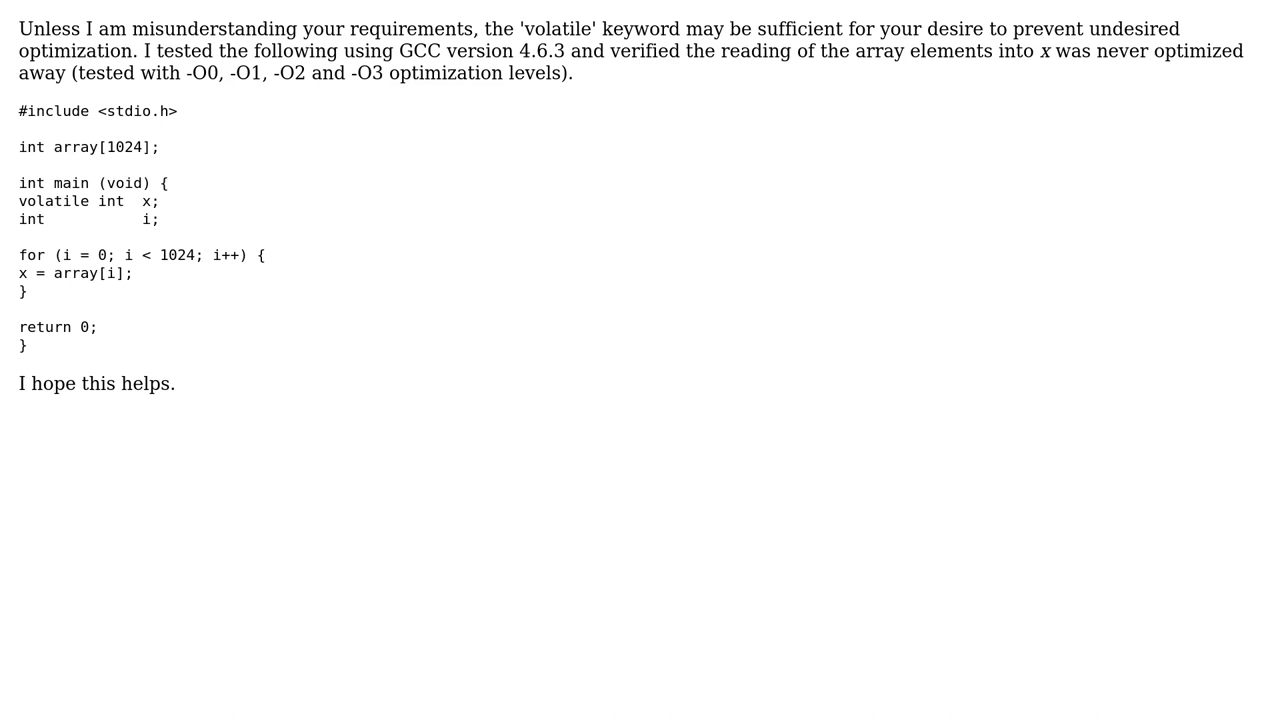 Unless I am misunderstanding your requirements, the 'volatile' keyword may be sufficient for your desire to prevent undesired
optimization. I tested the following using GCC version 4.6.3 and verified the reading of the array elements into x was never optimized
away (tested with -O0, -O1, -O2 and -O3 optimization levels).
#include <stdio.h>
int array[1024];
int main (void) {
volatile int  x;
int           i;
for (i = 0; i < 1024; i++) {
x = array[i];
}
return 0;
}
I hope this helps.